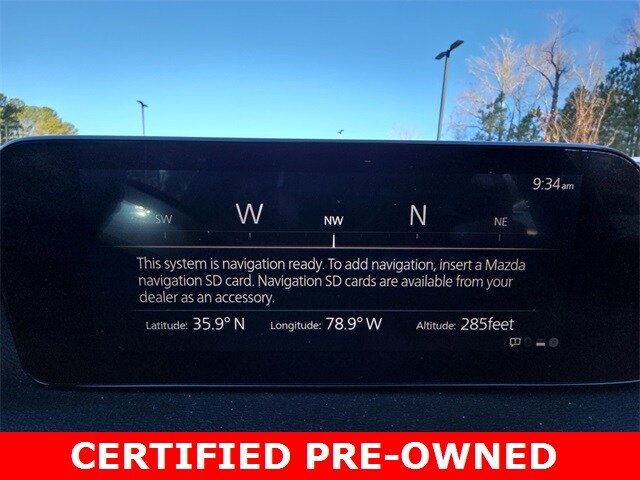 9:34am
SW W NW N NE
This system is navigation ready. To add navigation, insert a Mazda
navigation SD card. Navigation SD cards are available from your
dealer as an accessory.
Latitude: 35.9° N Longitude: 78.9° W Altitude: 285feet
CERTIFIED PRE-OWNED